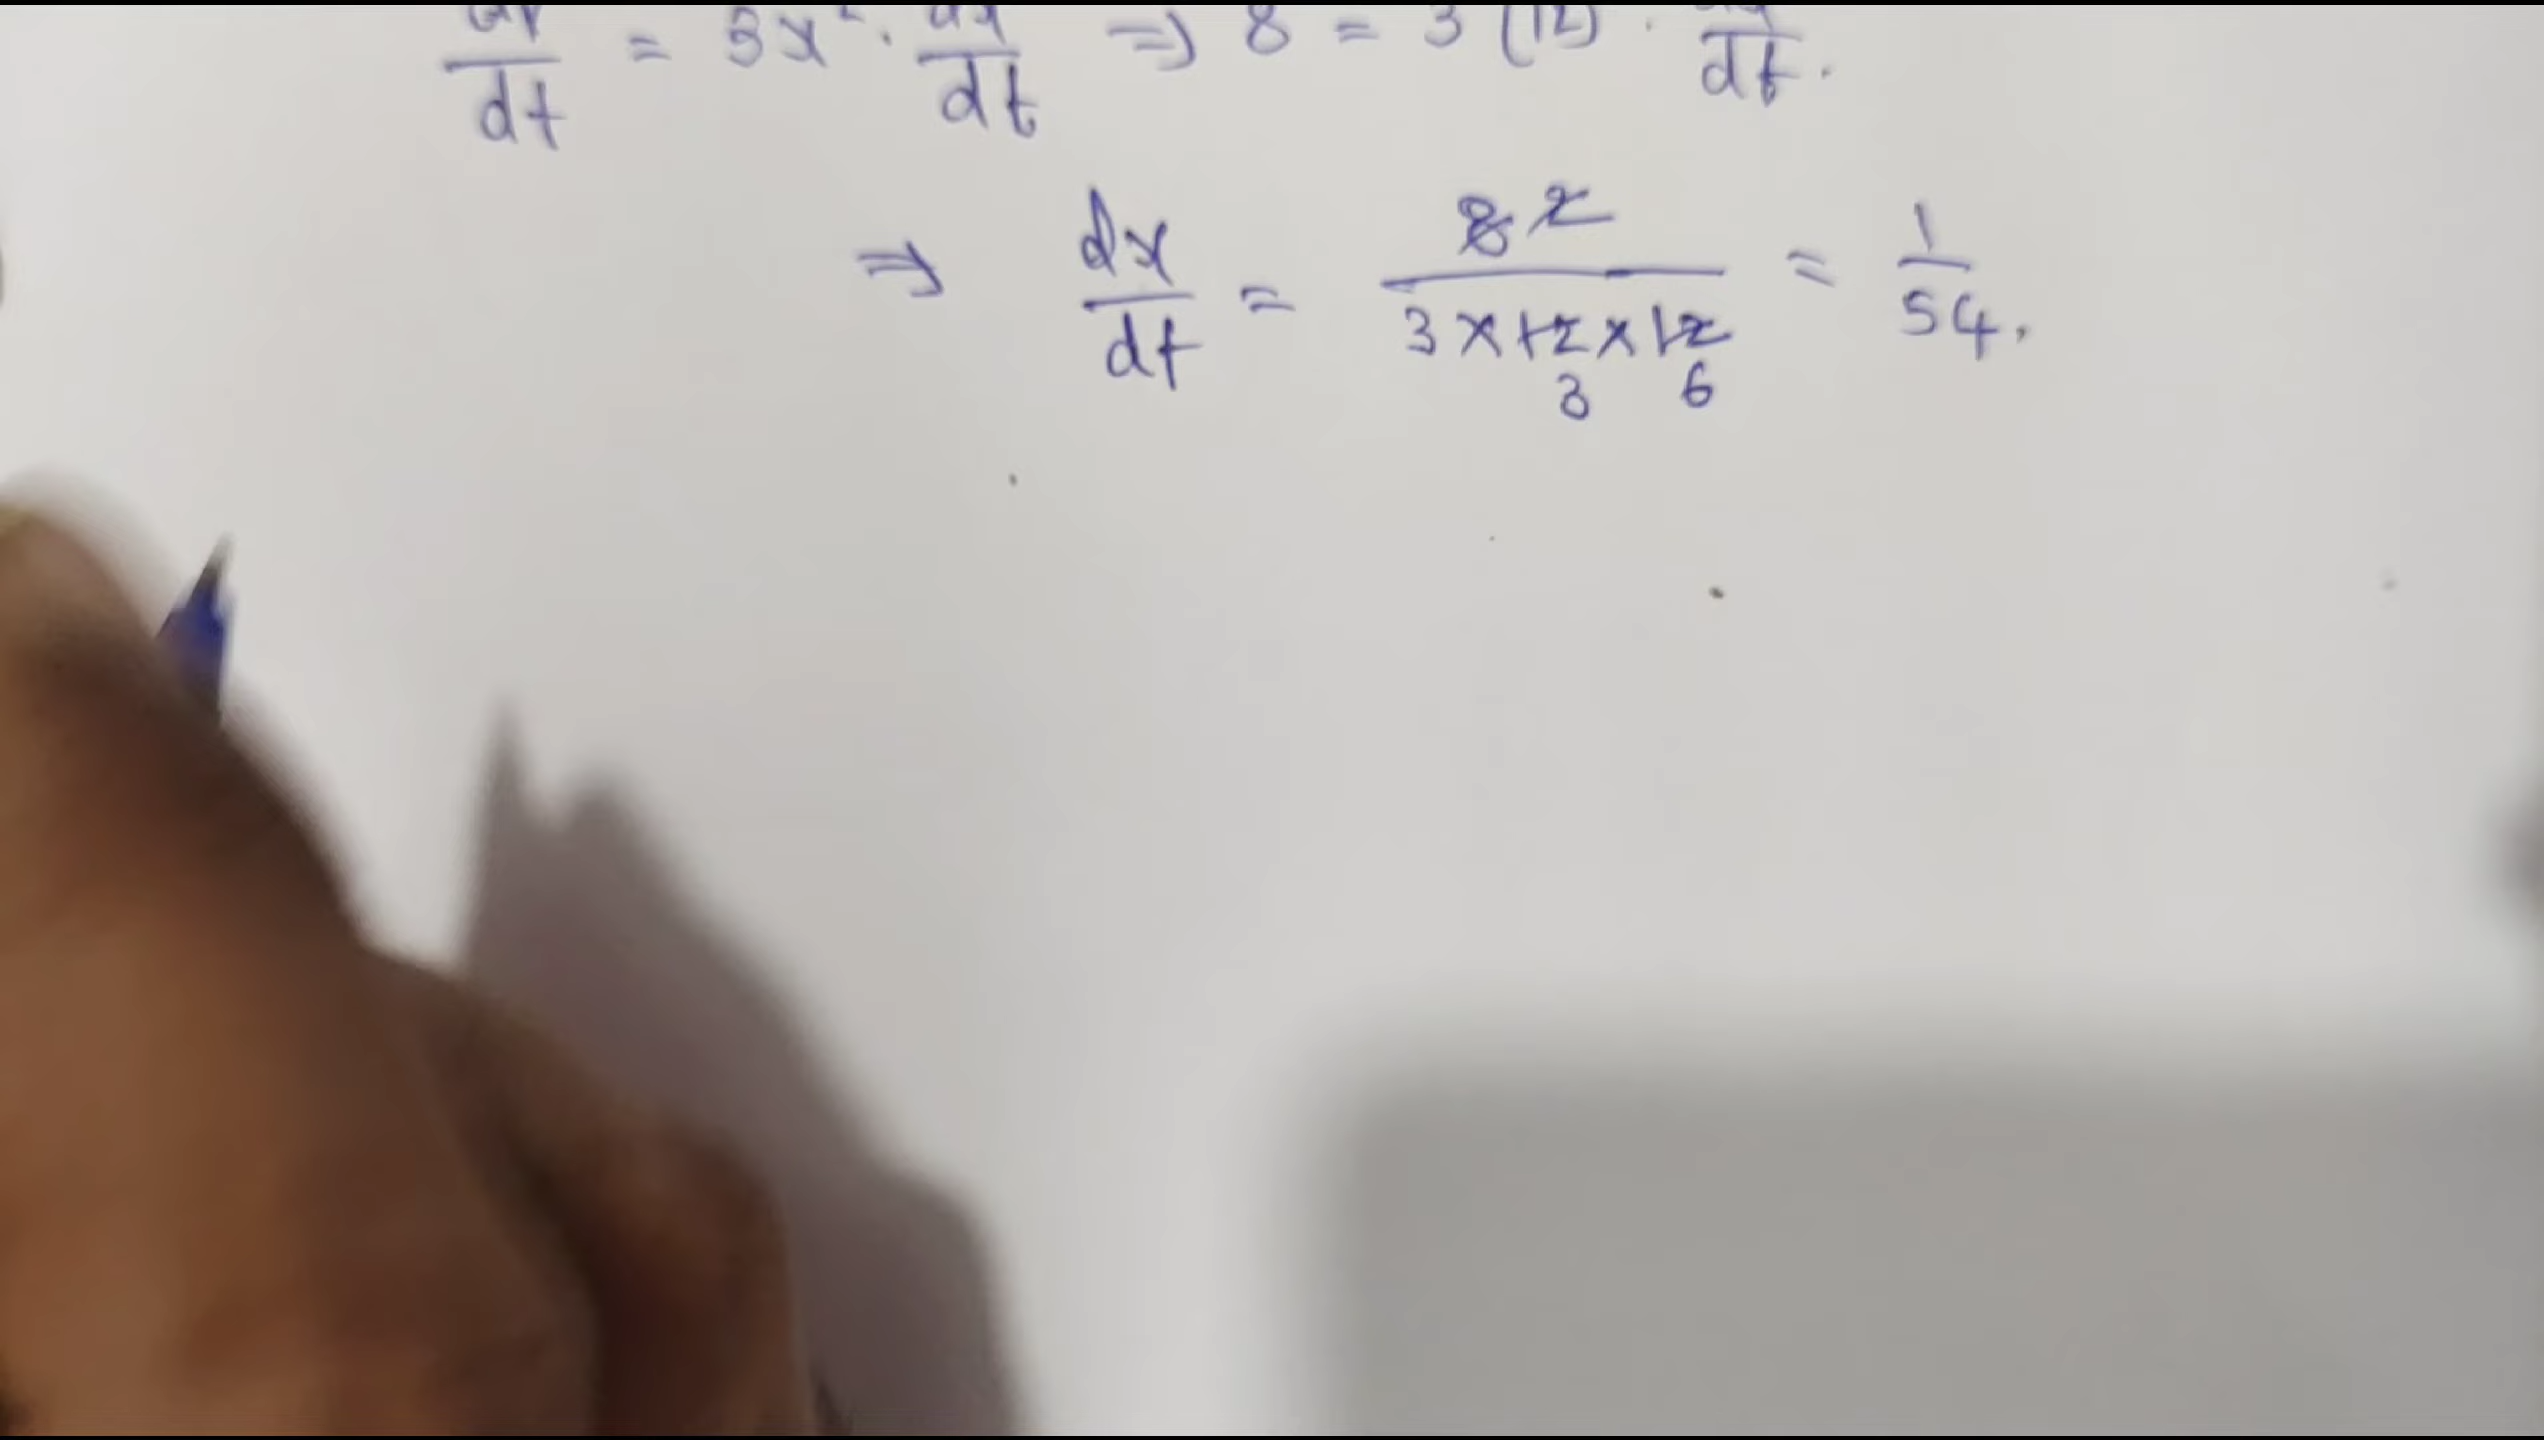 dV/dt = 3x² · dx/dt ⇒ 8 = 3(12) · dx/dt.
⇒ dx/dt = 8 2 / 3×12×12 = 1/54.
3 6